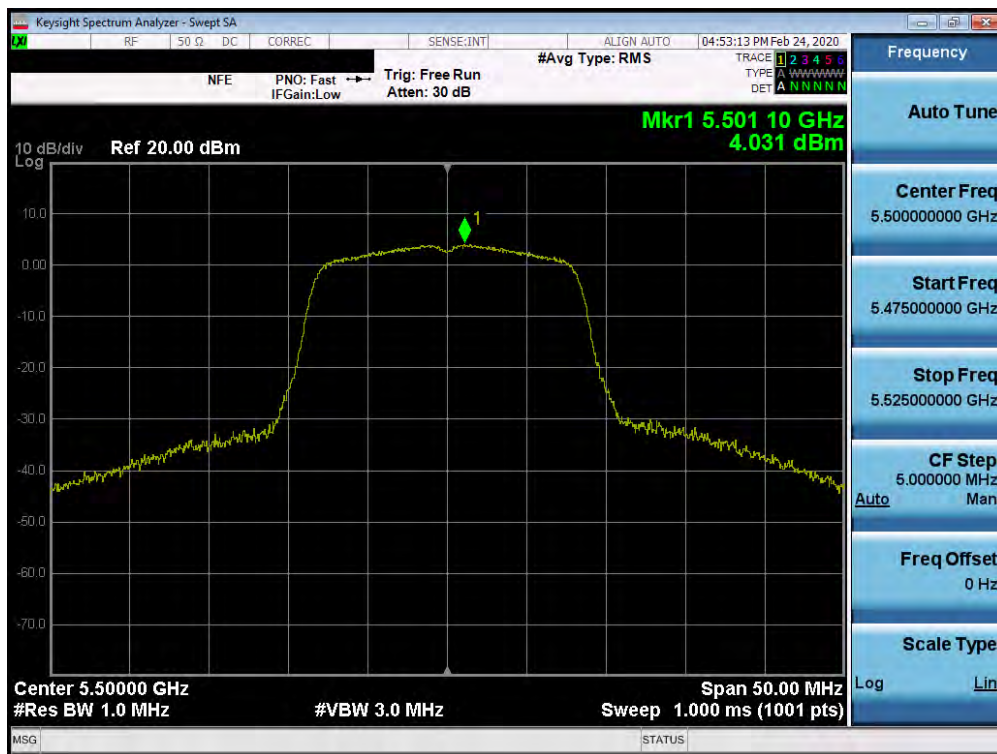 Keysight Spectrum Analyzer - Swept SA
LXI RF 50 Ω DC CORREC SENSE:INT ALIGN AUTO 04:53:13 PM Feb 24, 2020
NFE PNO: Fast Trig: Free Run #Avg Type: RMS TRACE 1 2 3 4 5 6
IFGain:Low Atten: 30 dB TYPE A WWWWW
DET A N N N N N
Mkr1 5.501 10 GHz
4.031 dBm
10 dB/div Ref 20.00 dBm
Log
1
10.0
0.00
-10.0
-20.0
-30.0
-40.0
-50.0
-60.0
-70.0
Center 5.50000 GHz Span 50.00 MHz
#Res BW 1.0 MHz #VBW 3.0 MHz Sweep 1.000 ms (1001 pts)
MSG STATUS
Frequency
Auto Tune
Center Freq
5.500000000 GHz
Start Freq
5.475000000 GHz
Stop Freq
5.525000000 GHz
CF Step
5.000000 MHz
Auto Man
Freq Offset
0 Hz
Scale Type
Log Lin